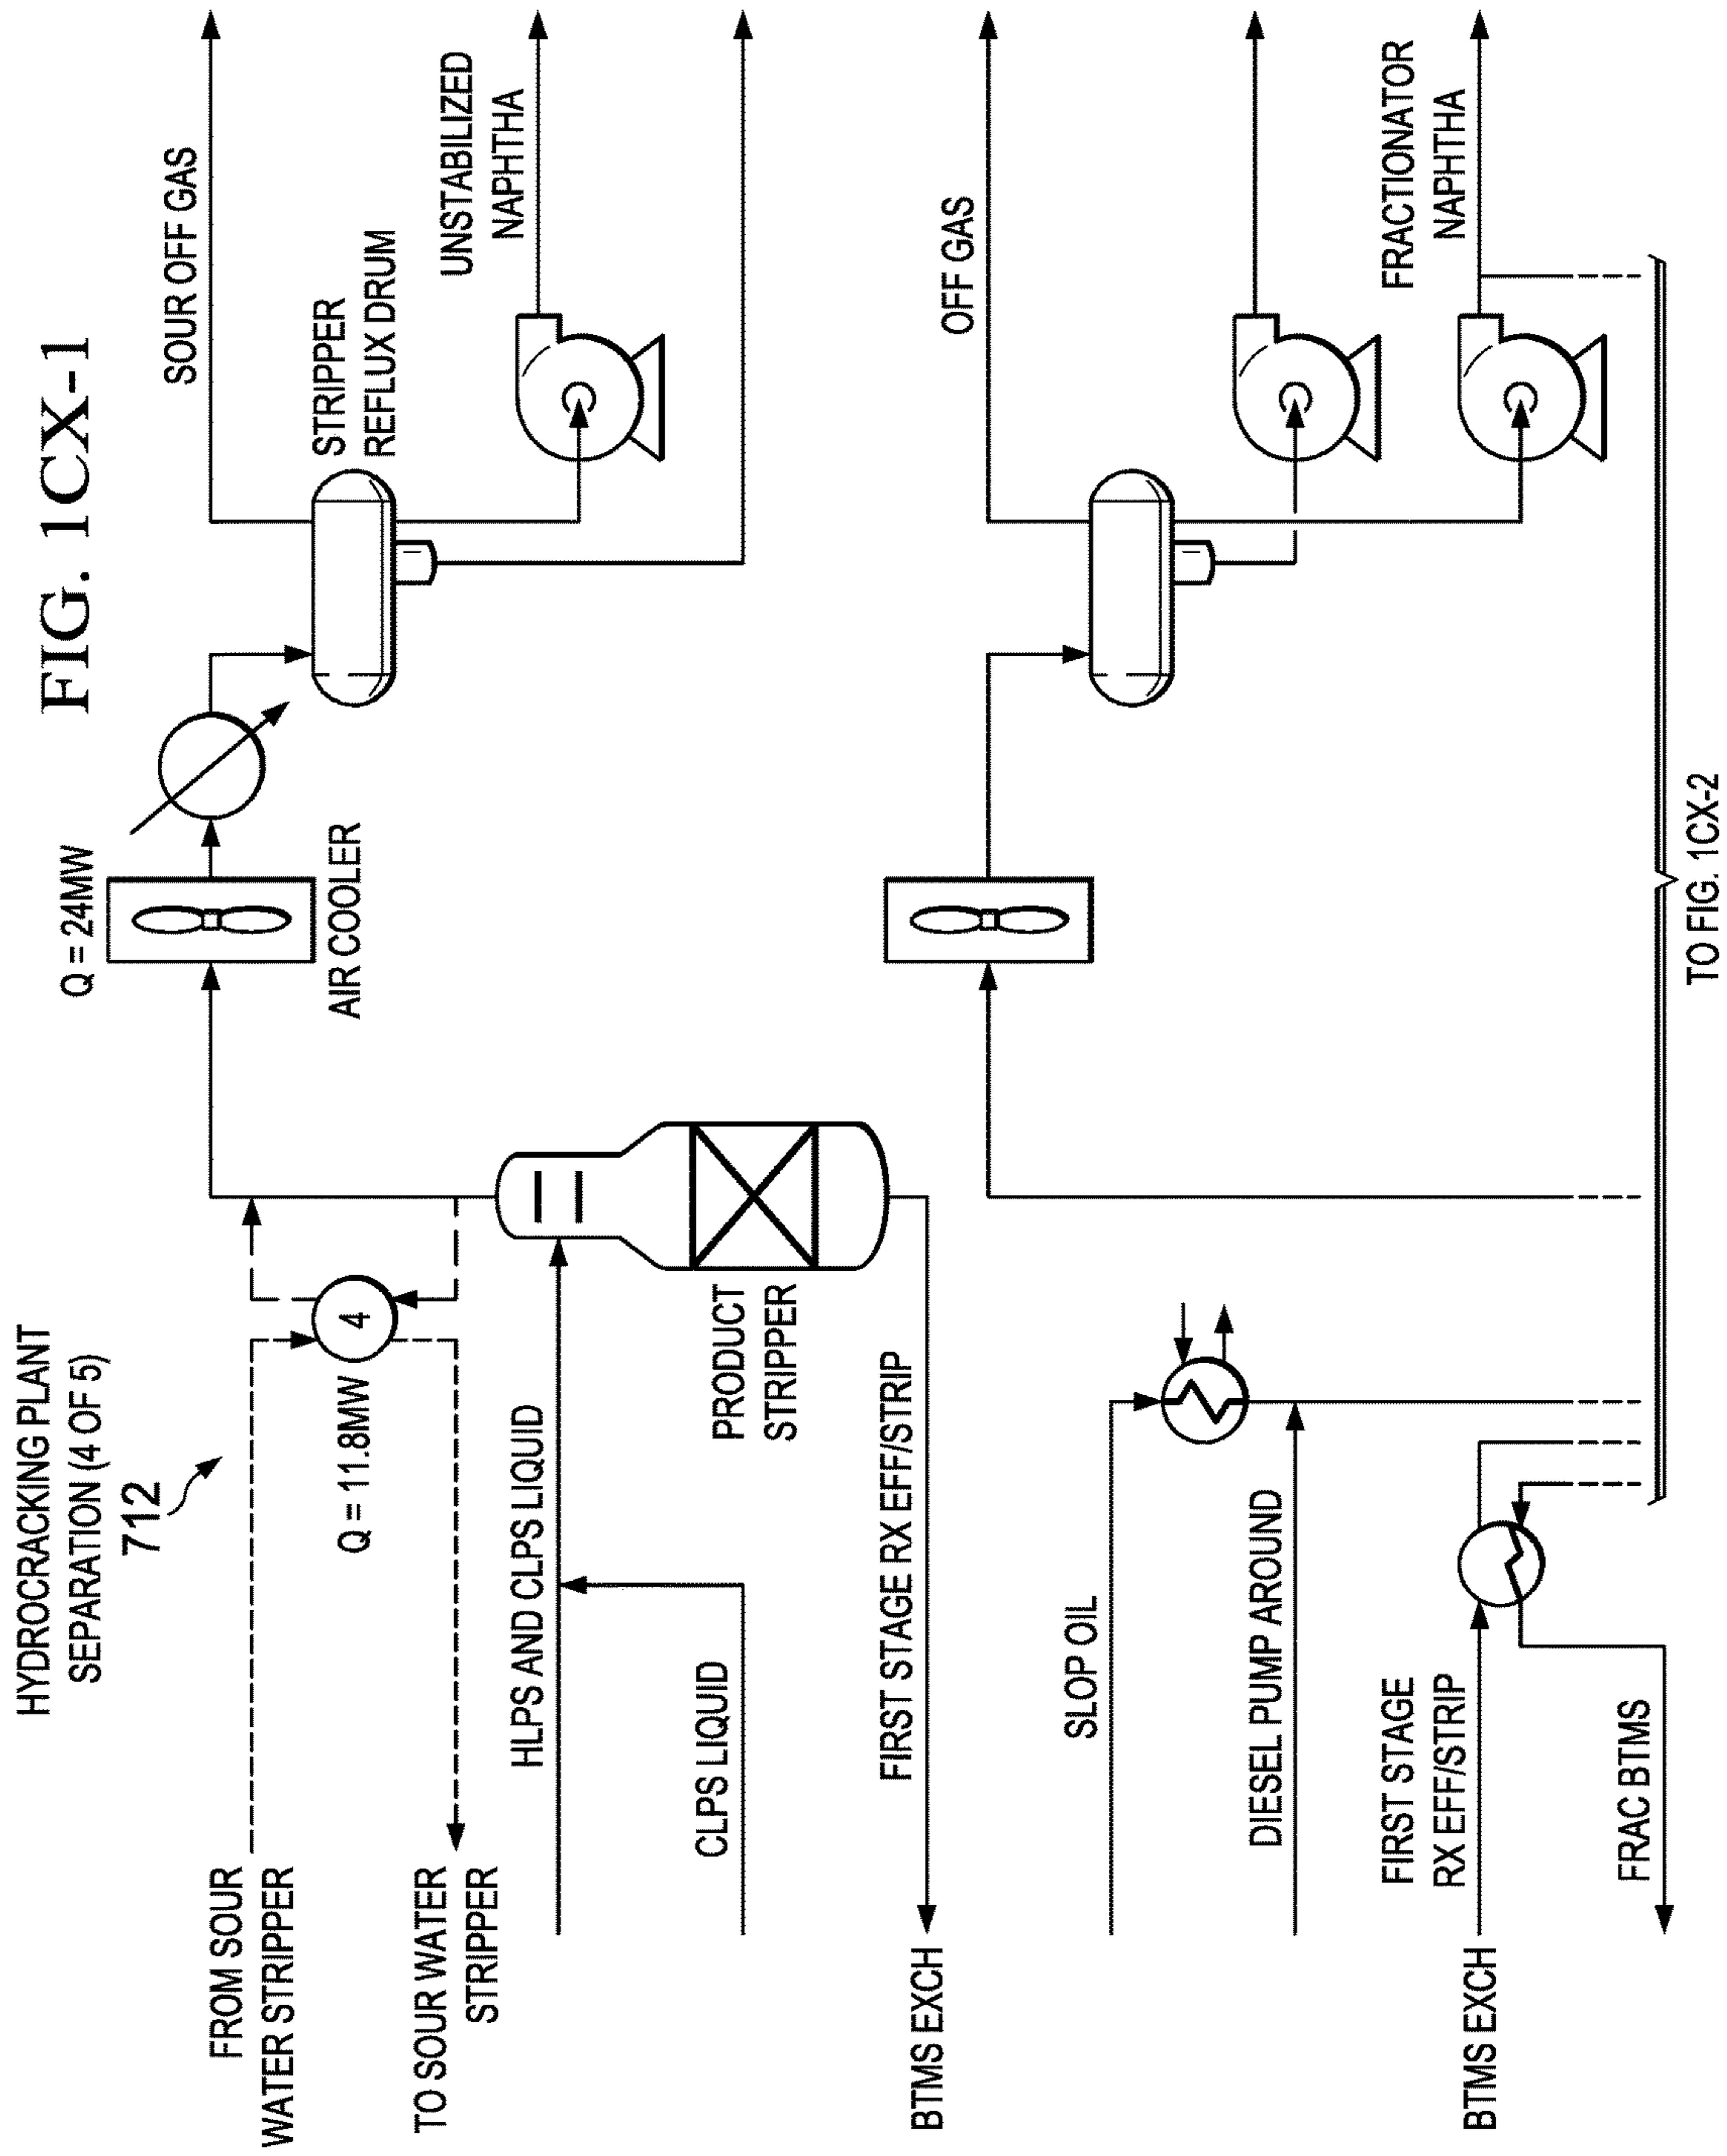 FIG. 1CX-1
HYDROCRACKING PLANT
SEPARATION (4 OF 5)
712
Q = 24MW
AIR COOLER
SOUR OFF GAS
STRIPPER
REFLUX DRUM
UNSTABILIZED
NAPHTHA
FROM SOUR
WATER STRIPPER
4
Q = 11.8MW
TO SOUR WATER
STRIPPER
HLPS AND CLPS LIQUID
CLPS LIQUID
PRODUCT
STRIPPER
FIRST STAGE RX EFF/STRIP
BTMS EXCH
OFF GAS
SLOP OIL
DIESEL PUMP AROUND
FRACTIONATOR
NAPHTHA
FIRST STAGE
RX EFF/STRIP
BTMS EXCH
FRAC BTMS
TO FIG. 1CX-2